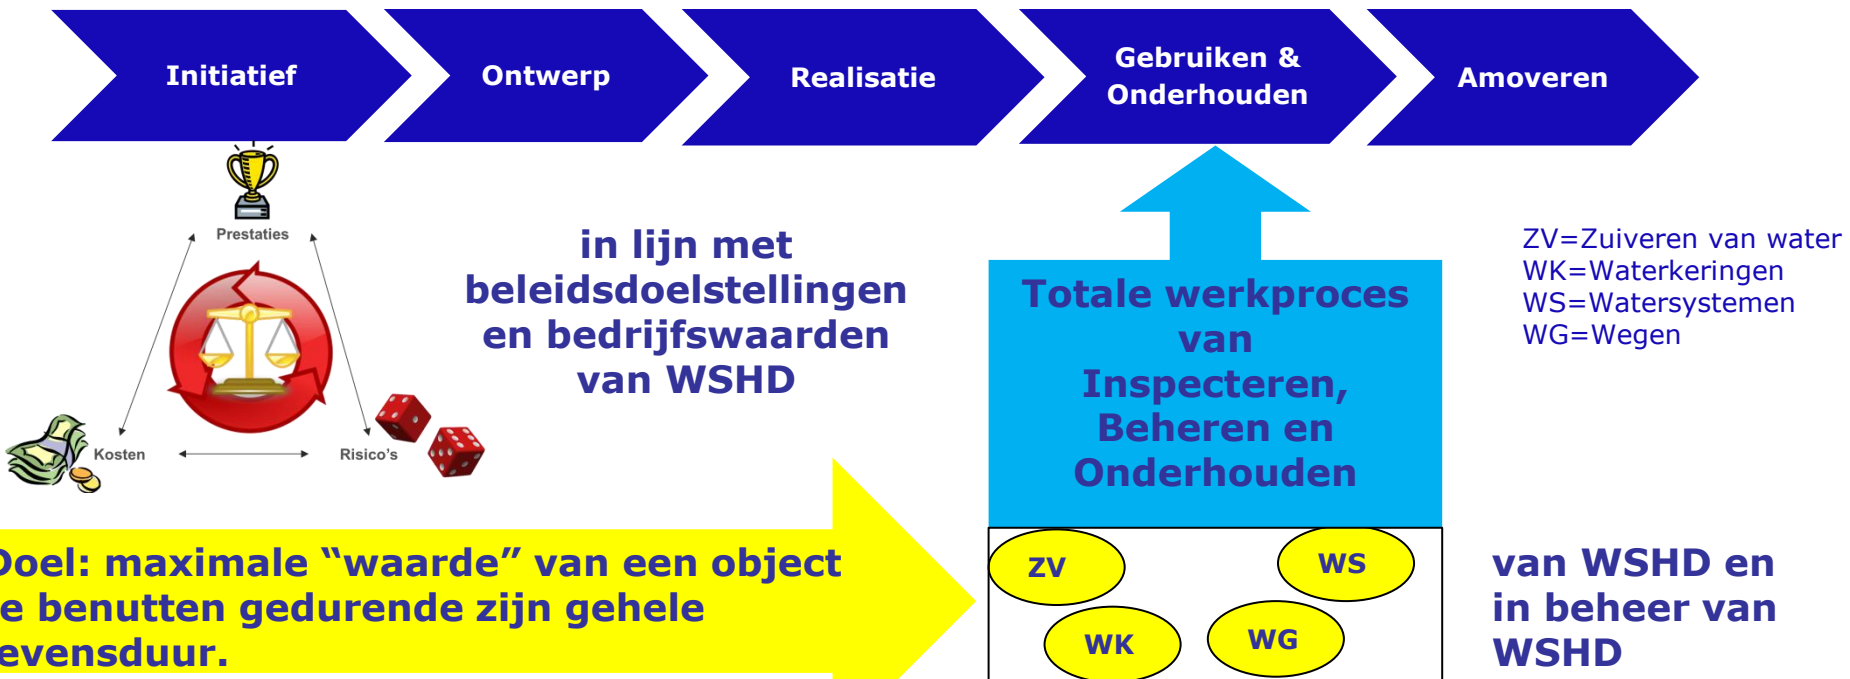 Initiatief
Ontwerp
Realisatie
Gebruiken &
Onderhouden
Amoveren
Prestaties
Kosten
Risico's
in lijn met
beleidsdoelstellingen
en bedrijfswaarden
van WSHD
Totale werkproces
van
Inspecteren,
Beheren en
Onderhouden
ZV=Zuiveren van water
WK=Waterkeringen
WS=Watersystemen
WG=Wegen
Doel: maximale “waarde” van een object
e benutten gedurende zijn gehele
evensduur.
ZV
WS
WK
WG
van WSHD en
in beheer van
WSHD